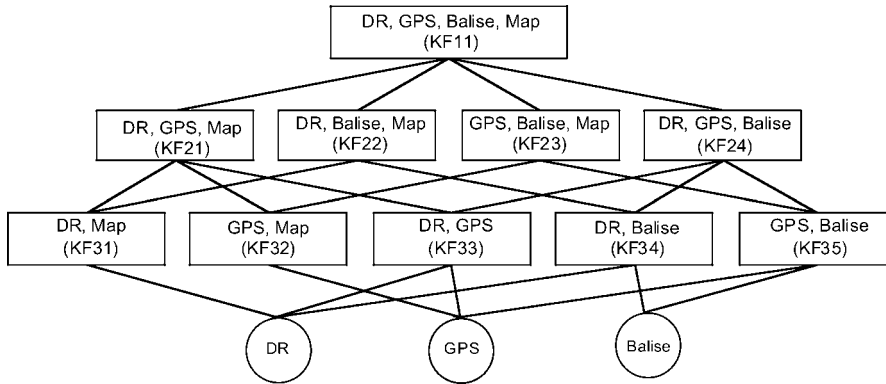 DR, GPS, Balise, Map
(KF11)
DR, GPS, Map
(KF21)
DR, Balise, Map
(KF22)
GPS, Balise, Map
(KF23)
DR, GPS, Balise
(KF24)
DR, Map
(KF31)
GPS, Map
(KF32)
DR, GPS
(KF33)
DR, Balise
(KF34)
GPS, Balise
(KF35)
DR
GPS
Balise